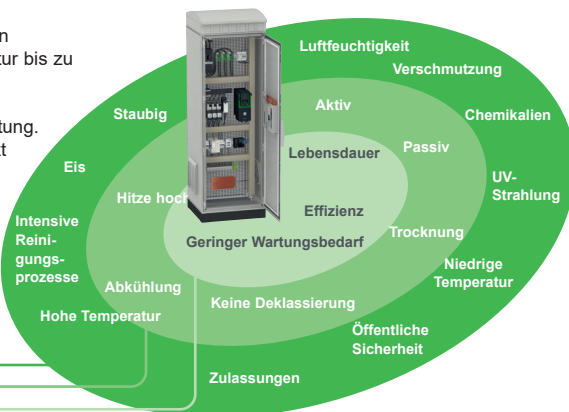 n
tur bis zu
tung.
t
Luftfeuchtigkeit
Verschmutzung
Staubig
Aktiv
Chemikalien
Eis
Lebensdauer
Passiv
UV-
Strahlung
Hitze hoch
Effizienz
Intensive
Reini-
gungs-
prozesse
Geringer Wartungsbedarf
Trocknung
Niedrige
Temperatur
Abkühlung
Keine Deklassierung
Hohe Temperatur
Öffentliche
Sicherheit
Zulassungen